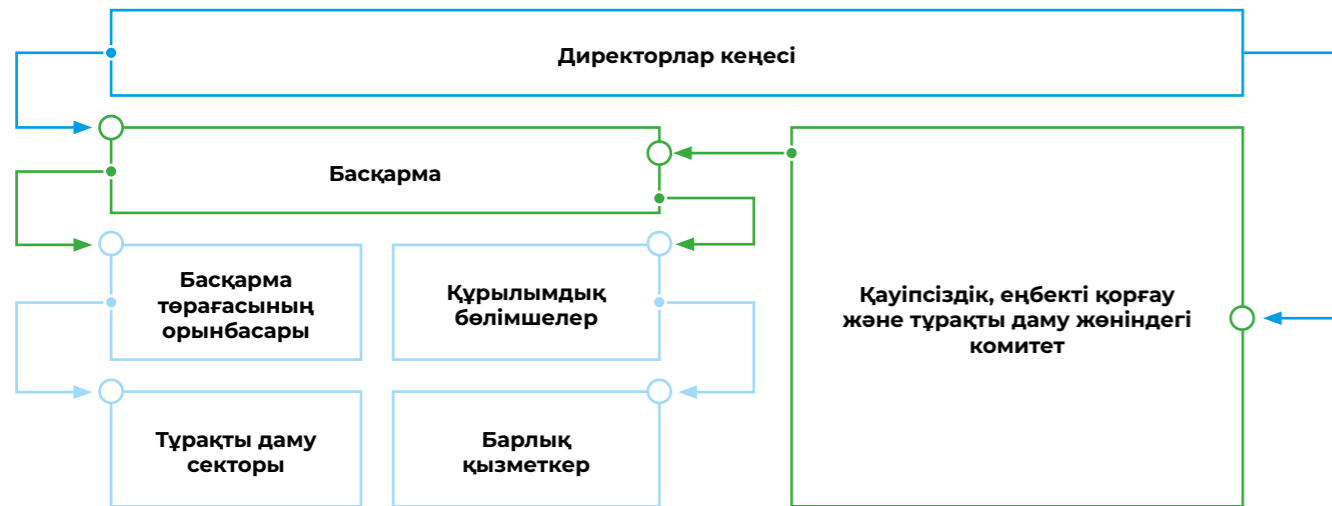 Директорлар кеңесі
Басқарма
Басқарма
төрағасының
орынбасары
Құрылымдық
бөлімшелер
Қауіпсіздік, еңбекті қорғау
және тұрақты даму жөніндегі
комитет
Тұрақты даму
секторы
Барлық
қызметкер